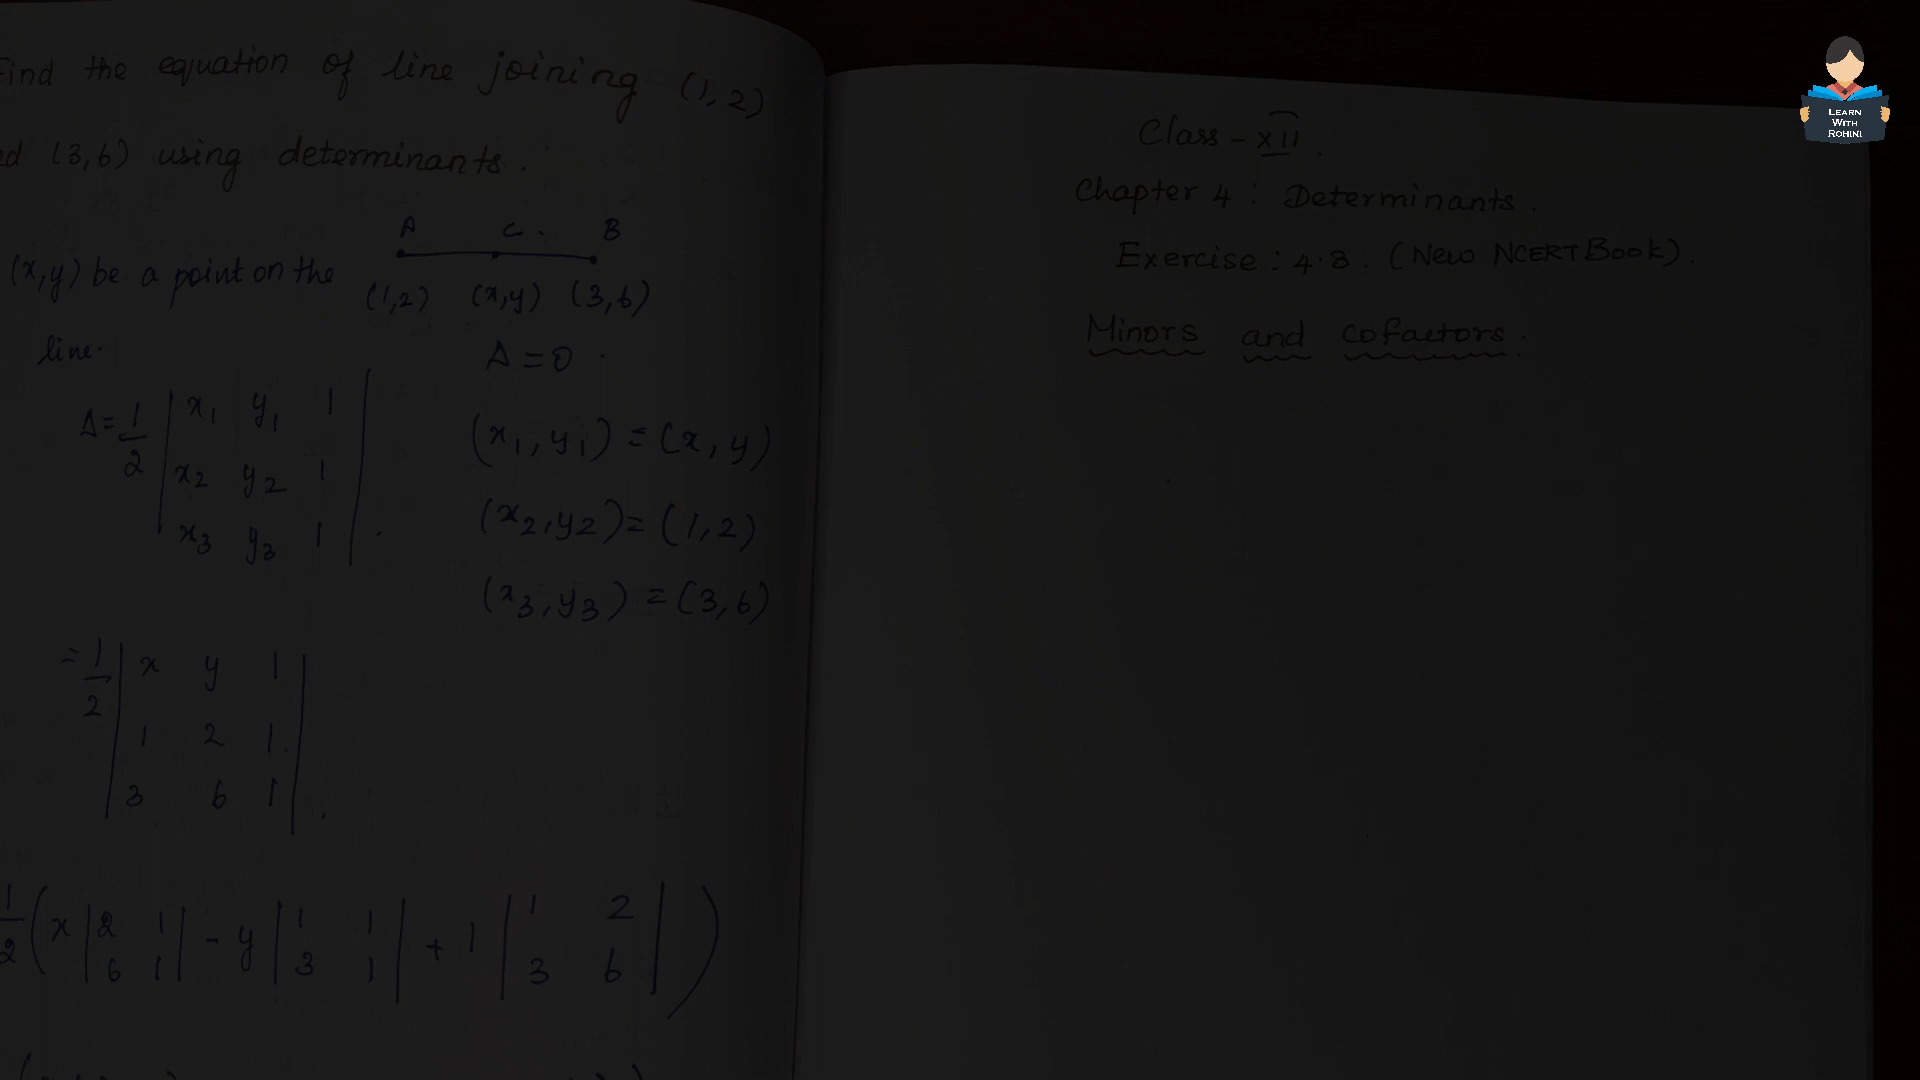 Find the equation of line joining (1,2)
(3,6) using determinants.
A C. B
(x,y) be a point on the
(1,2) (x,y) (3,6)
line.
Δ=0
Δ=1/2 | x₁ y₁ 1 |
| x₂ y₂ 1 |
| x₃ y₃ 1 |
(x₁,y₁) = (x,y)
(x₂,y₂) = (1,2)
(x₃,y₃) = (3,6)
=1/2 | x y 1 |
| 1 2 1 |
| 3 6 1 |
1/2 ( x |2 1| - y |1 1| + 1 |1 2| )
|6 1| |3 1| |3 6|
Class - XII.
Chapter 4 : Determinants.
Exercise : 4.3. (New NCERT Book).
Minors and cofactors.
LEARN
WITH
ROHINI